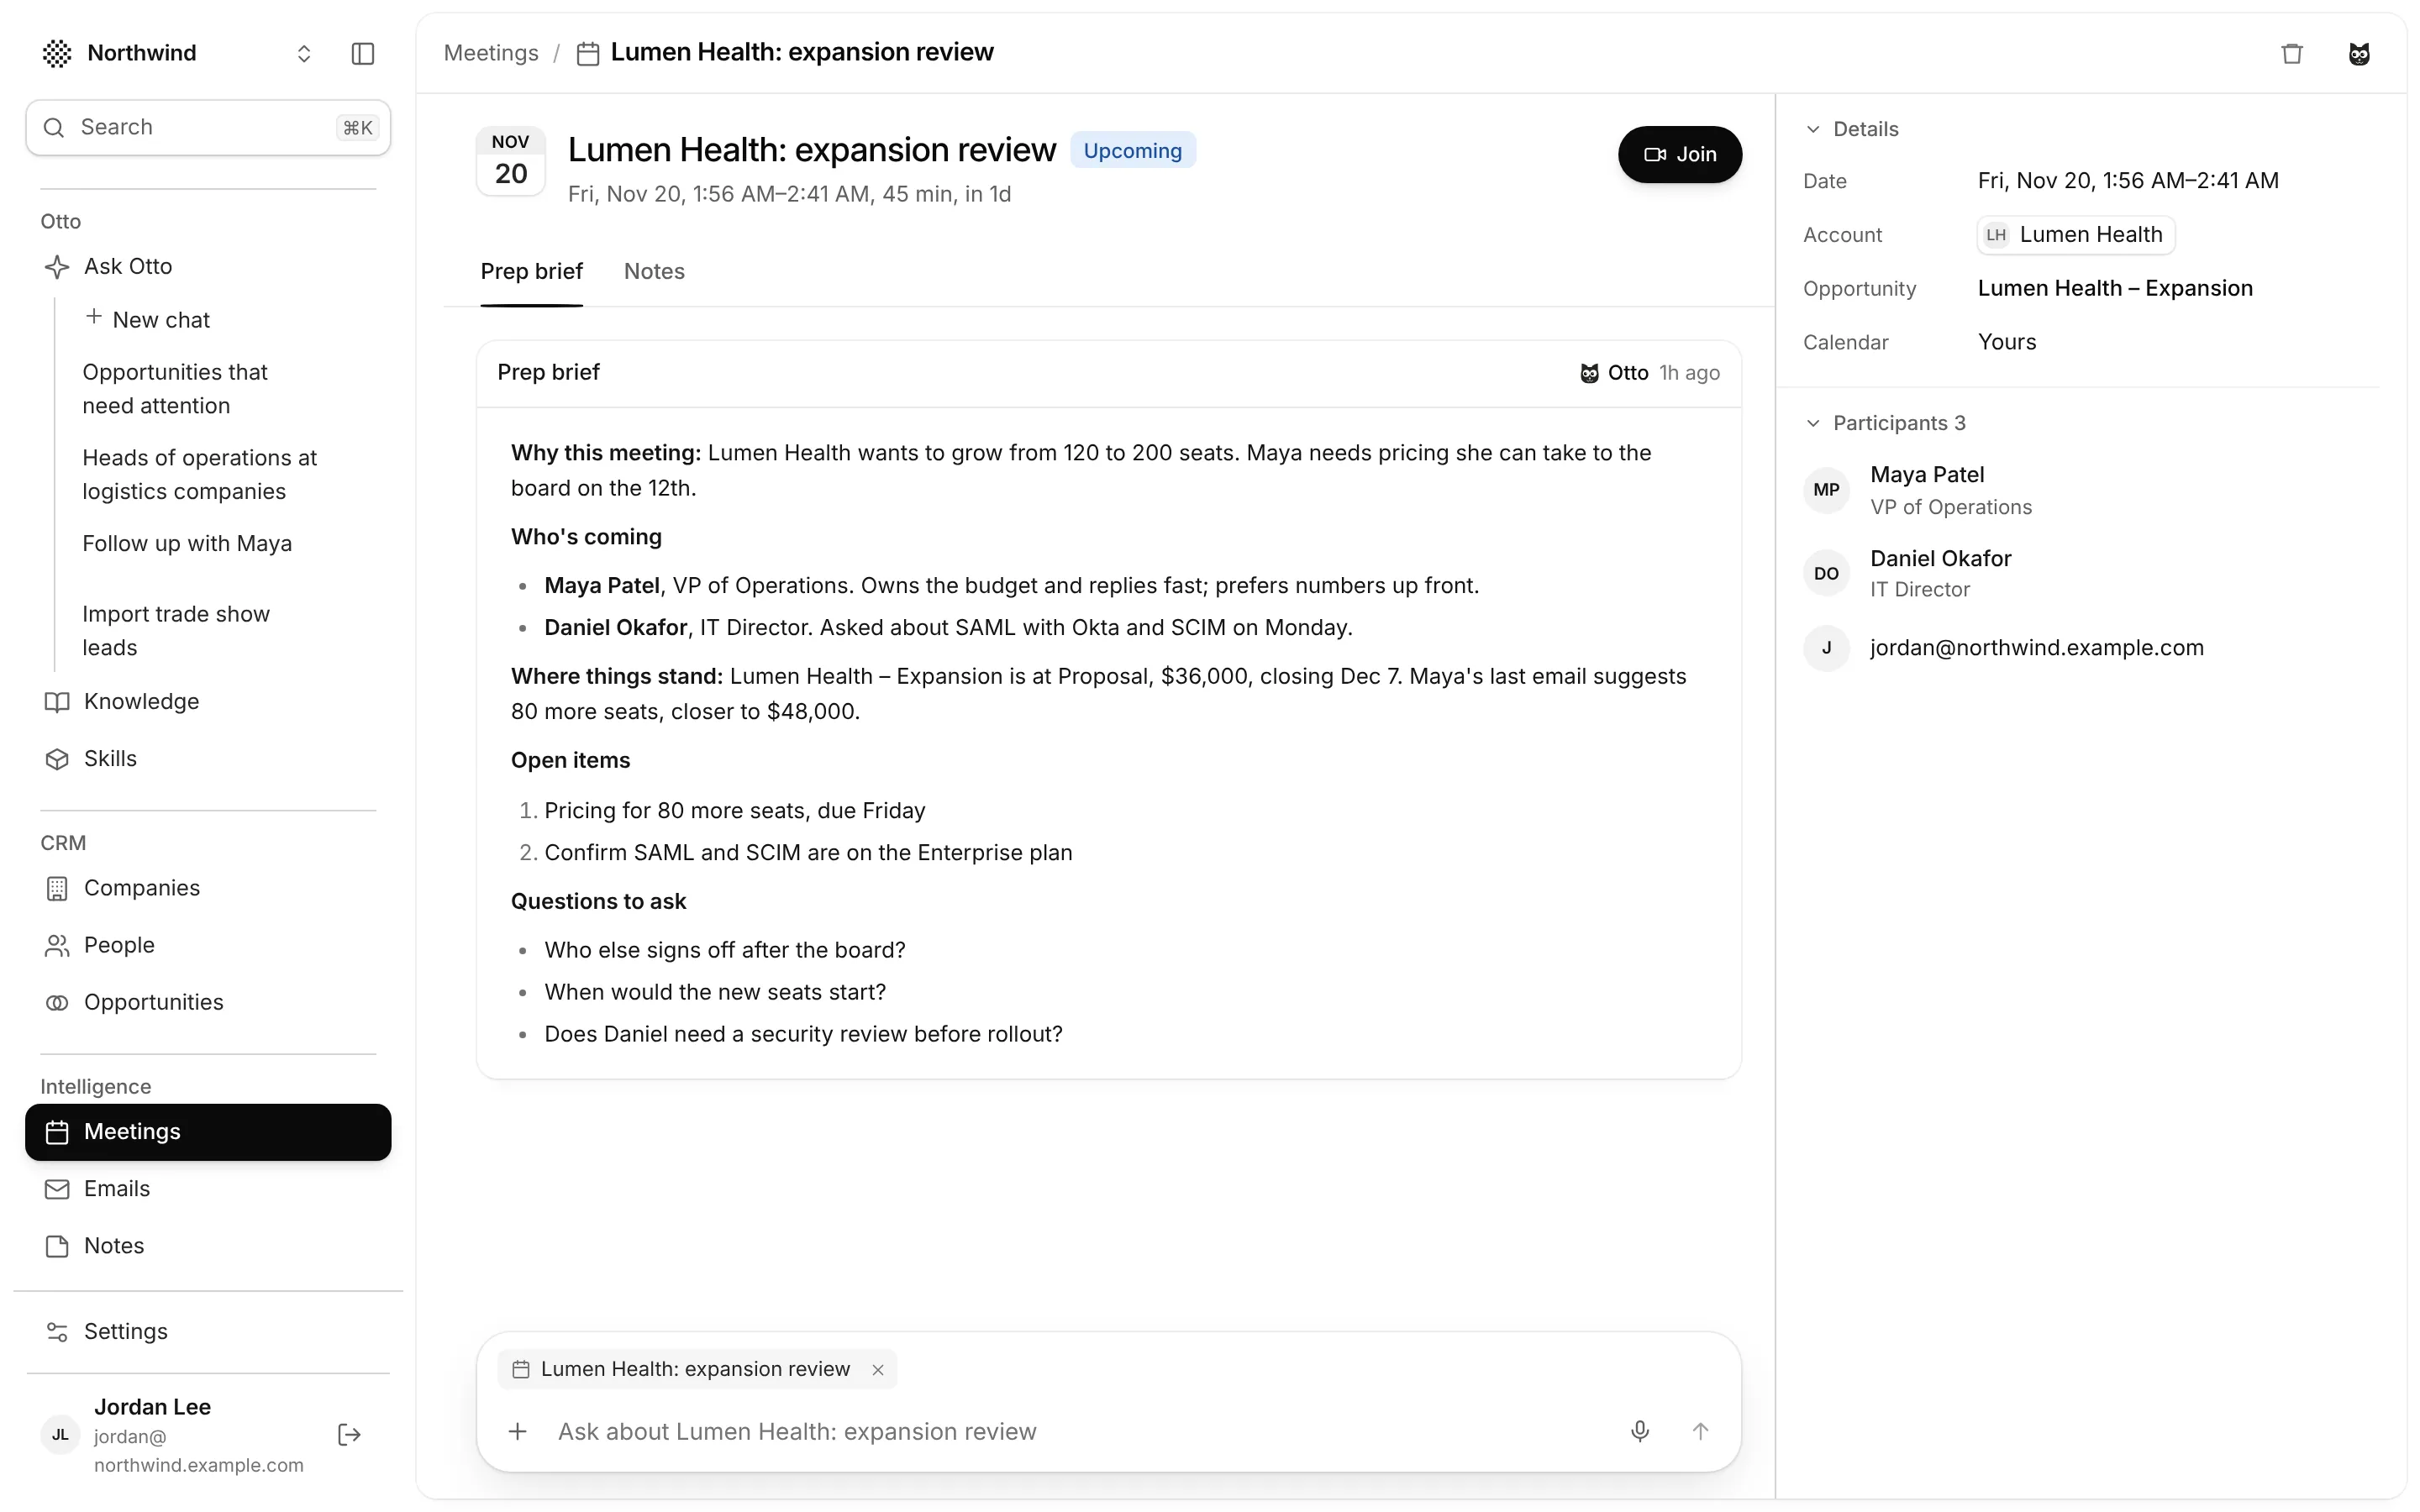 Northwind
Search
⌘K
Otto
Ask Otto
New chat
Opportunities that
need attention
Heads of operations at
logistics companies
Follow up with Maya
Import trade show
leads
Knowledge
Skills
CRM
Companies
People
Opportunities
Intelligence
Meetings
Emails
Notes
Settings
JL
Jordan Lee
jordan@
northwind.example.com
Meetings / Lumen Health: expansion review
NOV
20
Lumen Health: expansion review
Upcoming
Fri, Nov 20, 1:56 AM–2:41 AM, 45 min, in 1d
Join
Prep brief
Notes
Prep brief
Otto 1h ago
Why this meeting: Lumen Health wants to grow from 120 to 200 seats. Maya needs pricing she can take to the
board on the 12th.
Who's coming
• Maya Patel, VP of Operations. Owns the budget and replies fast; prefers numbers up front.
• Daniel Okafor, IT Director. Asked about SAML with Okta and SCIM on Monday.
Where things stand: Lumen Health – Expansion is at Proposal, $36,000, closing Dec 7. Maya's last email suggests
80 more seats, closer to $48,000.
Open items
1. Pricing for 80 more seats, due Friday
2. Confirm SAML and SCIM are on the Enterprise plan
Questions to ask
• Who else signs off after the board?
• When would the new seats start?
• Does Daniel need a security review before rollout?
Lumen Health: expansion review
Ask about Lumen Health: expansion review
Details
Date
Fri, Nov 20, 1:56 AM–2:41 AM
Account
LH Lumen Health
Opportunity
Lumen Health – Expansion
Calendar
Yours
Participants 3
MP
Maya Patel
VP of Operations
DO
Daniel Okafor
IT Director
J
jordan@northwind.example.com